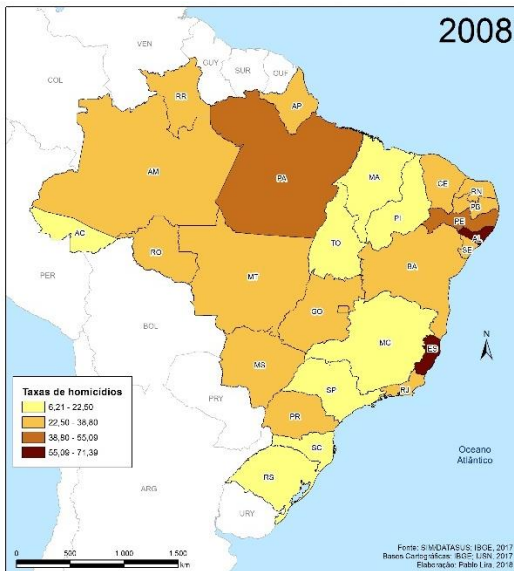 2008
VEN
GUY
SUR
GUF
COL
RR
AP
AM
PA
MA
CE
RN
PB
PI
PE
AL
SE
AC
TO
RO
BA
MT
PER
GO
BOL
MG
ES
MS
SP
RJ
N
PRY
PR
SC
RS
ARG
URY
Oceano
Atlântico
Taxas de homicídios
6,21 - 22,50
22,50 - 38,80
38,80 - 55,09
55,09 - 71,39
0 500 1 000 1 500
km
Fonte: SIM/DATASUS; IBGE, 2017
Bases Cartográficas: IBGE; IJSN, 2017
Elaboração: Pablo Lira, 2018